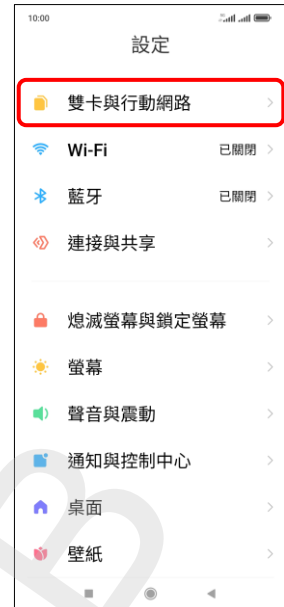 10:00
設定
雙卡與行動網路
Wi-Fi 已關閉
藍牙 已關閉
連接與共享
熄滅螢幕與鎖定螢幕
螢幕
聲音與震動
通知與控制中心
桌面
壁紙